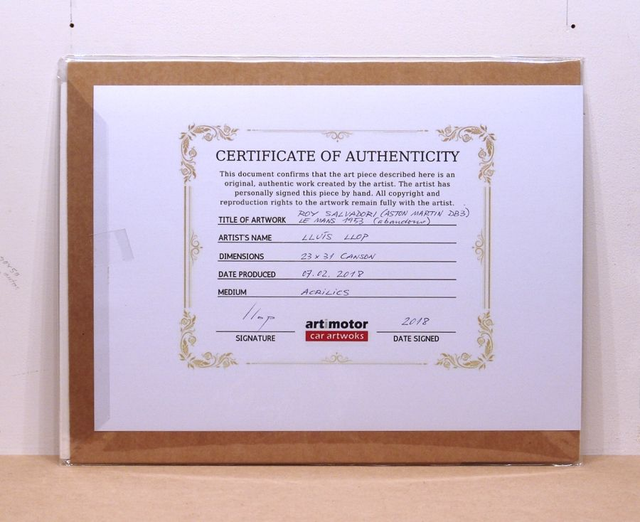 CERTIFICATE OF AUTHENTICITY
This document confirms that the art piece described here is an
original, authentic work created by the artist. The artist has
personally signed this piece by hand. All copyright and
reproduction rights to the artwork remain fully with the artist.
ROY SALVADORI (ASTON MARTIN DB3)
TITLE OF ARTWORK LE MANS 1953 (abandono)
ARTIST'S NAME LLUÍS LLOP
DIMENSIONS 23 x 31 CANSON
DATE PRODUCED 07.02.2018
MEDIUM ACRILICS
Llop art motor 2018
car artwoks
SIGNATURE DATE SIGNED